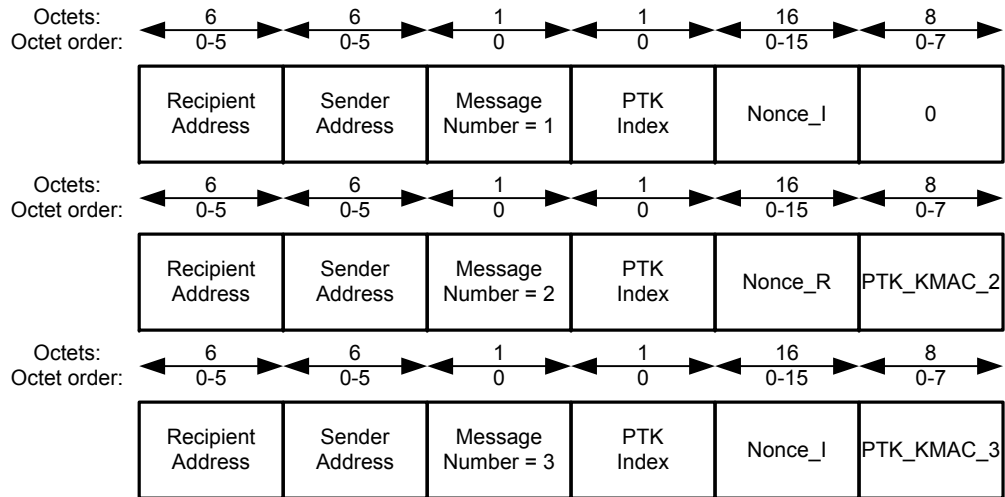 Octets: 6 6 1 1 16 8
Octet order: 0-5 0-5 0 0 0-15 0-7
Recipient Sender Message PTK Nonce_I 0
Address Address Number = 1 Index
Octets: 6 6 1 1 16 8
Octet order: 0-5 0-5 0 0 0-15 0-7
Recipient Sender Message PTK Nonce_R PTK_KMAC_2
Address Address Number = 2 Index
Octets: 6 6 1 1 16 8
Octet order: 0-5 0-5 0 0 0-15 0-7
Recipient Sender Message PTK Nonce_I PTK_KMAC_3
Address Address Number = 3 Index